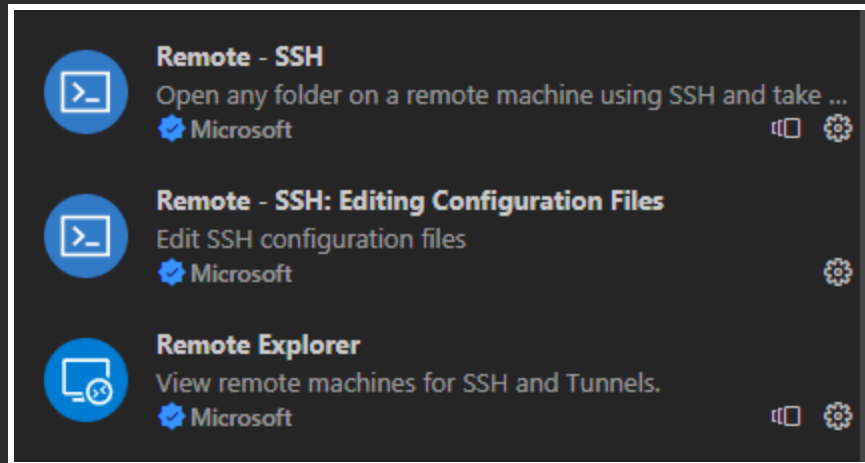 Remote - SSH
Open any folder on a remote machine using SSH and take ...
Microsoft
Remote - SSH: Editing Configuration Files
Edit SSH configuration files
Microsoft
Remote Explorer
View remote machines for SSH and Tunnels.
Microsoft